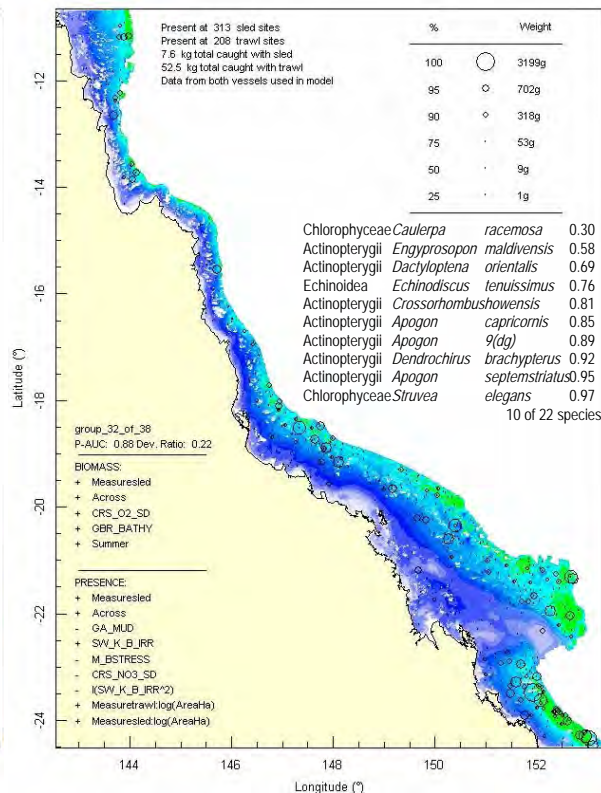 Present at 313 sled sites
Present at 208 trawl sites
7.6 kg total caught with sled
52.5 kg total caught with trawl
Data from both vessels used in model
% Weight
100 3199g
95 702g
90 318g
75 53g
50 9g
25 1g
Chlorophyceae Caulerpa racemosa 0.30
Actinopterygii Engyprosopon maldivensis 0.58
Actinopterygii Dactyloptena orientalis 0.69
Echinoidea Echinodiscus tenuissimus 0.76
Actinopterygii Crossorhombus howensis 0.81
Actinopterygii Apogon capricornis 0.85
Actinopterygii Apogon 9(dg) 0.89
Actinopterygii Dendrochirus brachypterus 0.92
Actinopterygii Apogon septemstriatus 0.95
Chlorophyceae Struvea elegans 0.97
10 of 22 species
group_32_of_38
P-AUC: 0.88 Dev. Ratio: 0.22
BIOMASS:
+ Measuresled
+ Across
+ CRS_O2_SD
+ GBR_BATHY
+ Summer
PRESENCE:
+ Measuresled
+ Across
- GA_MUD
+ SW_K_B_IRR
- M_BSTRESS
- CRS_NO3_SD
- I(SW_K_B_IRR^2)
+ Measuretrawl:log(AreaHa)
+ Measuresled:log(AreaHa)
Latitude (°)
-12
-14
-16
-18
-20
-22
-24
144 146 148 150 152
Longitude (°)